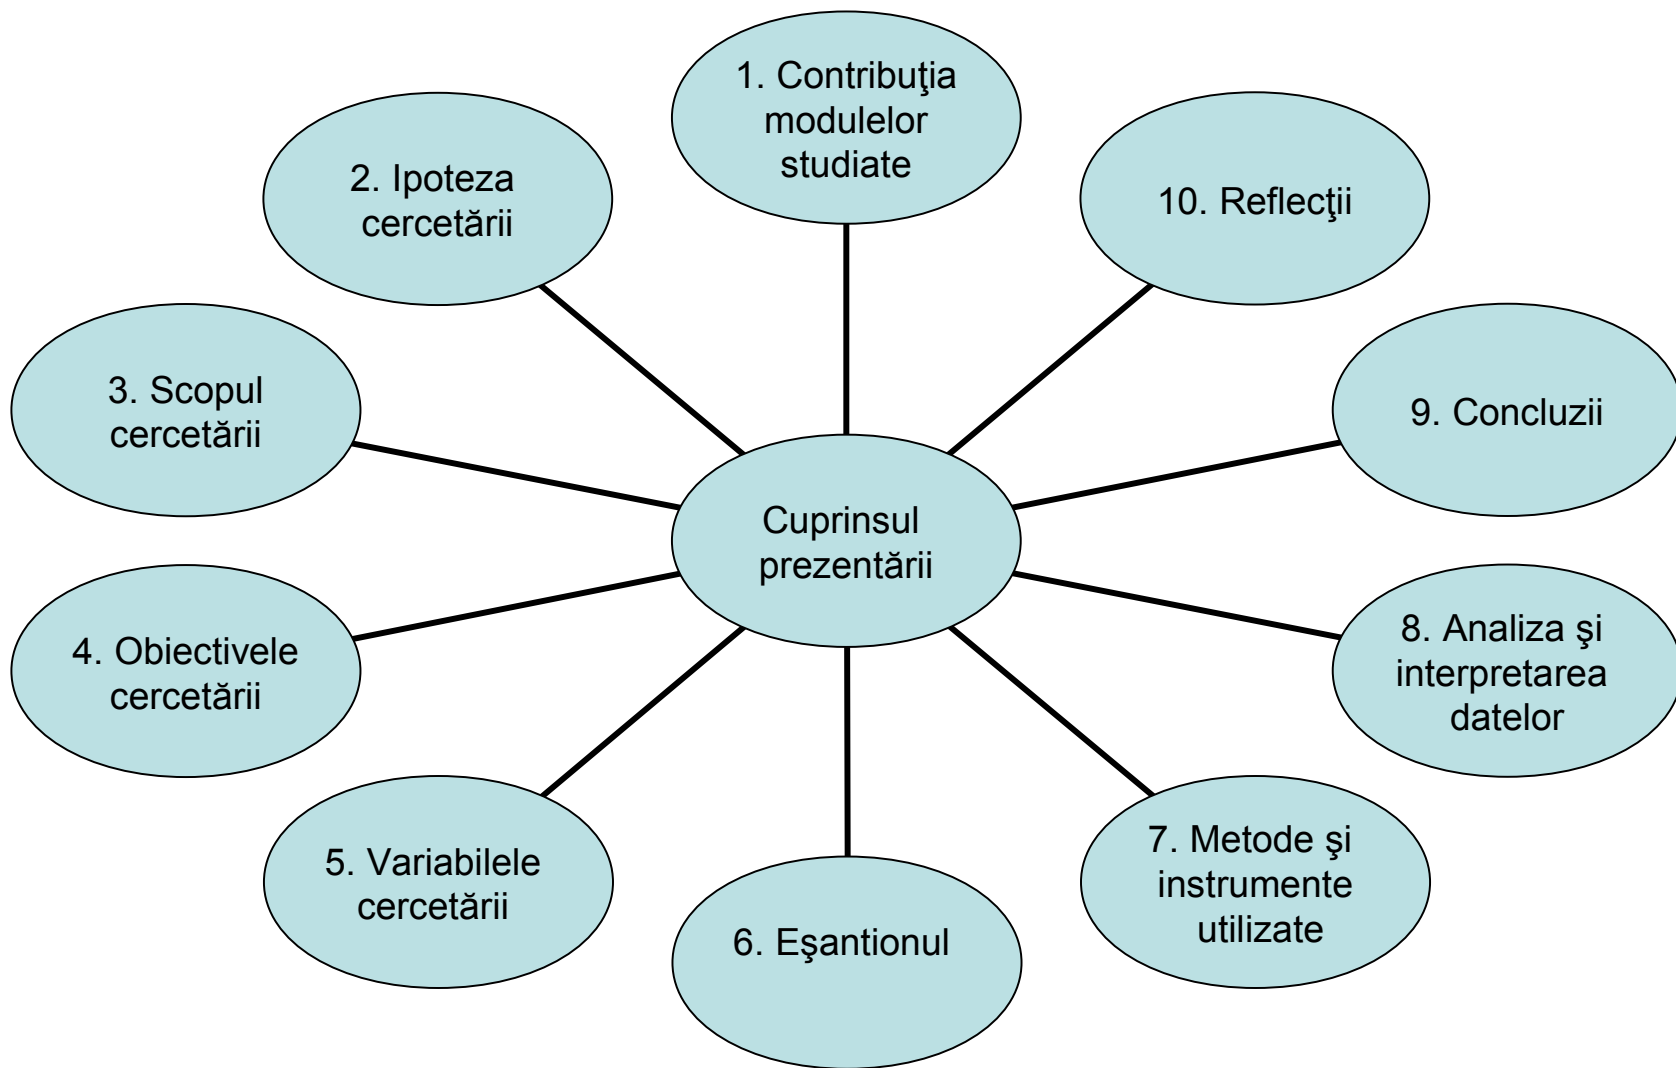 Cuprinsul
prezentării
1. Contribuţia
modulelor
studiate
2. Ipoteza
cercetării
3. Scopul
cercetării
4. Obiectivele
cercetării
5. Variabilele
cercetării
6. Eşantionul
7. Metode şi
instrumente
utilizate
8. Analiza şi
interpretarea
datelor
9. Concluzii
10. Reflecţii